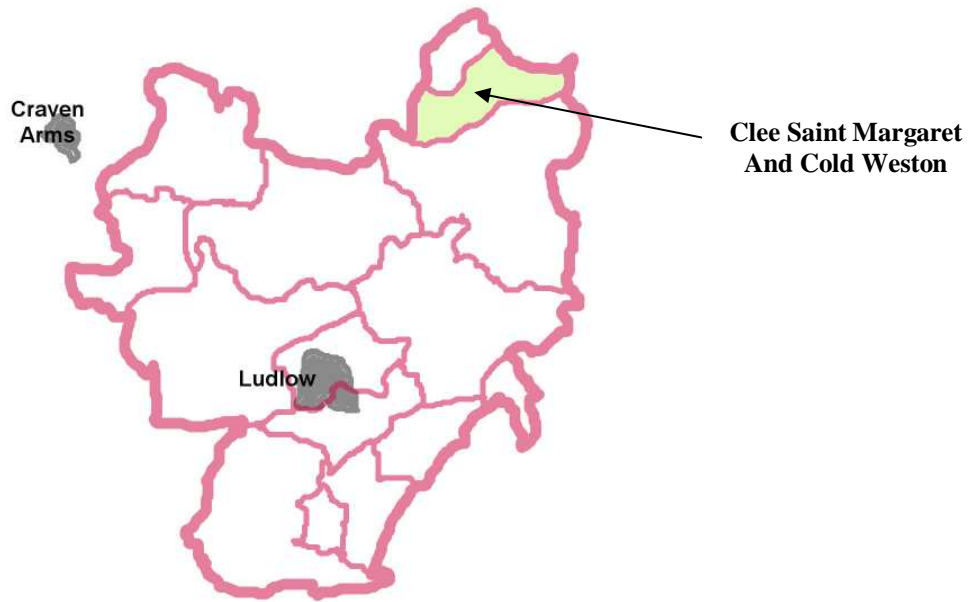 Craven
Arms
Clee Saint Margaret
And Cold Weston
Ludlow